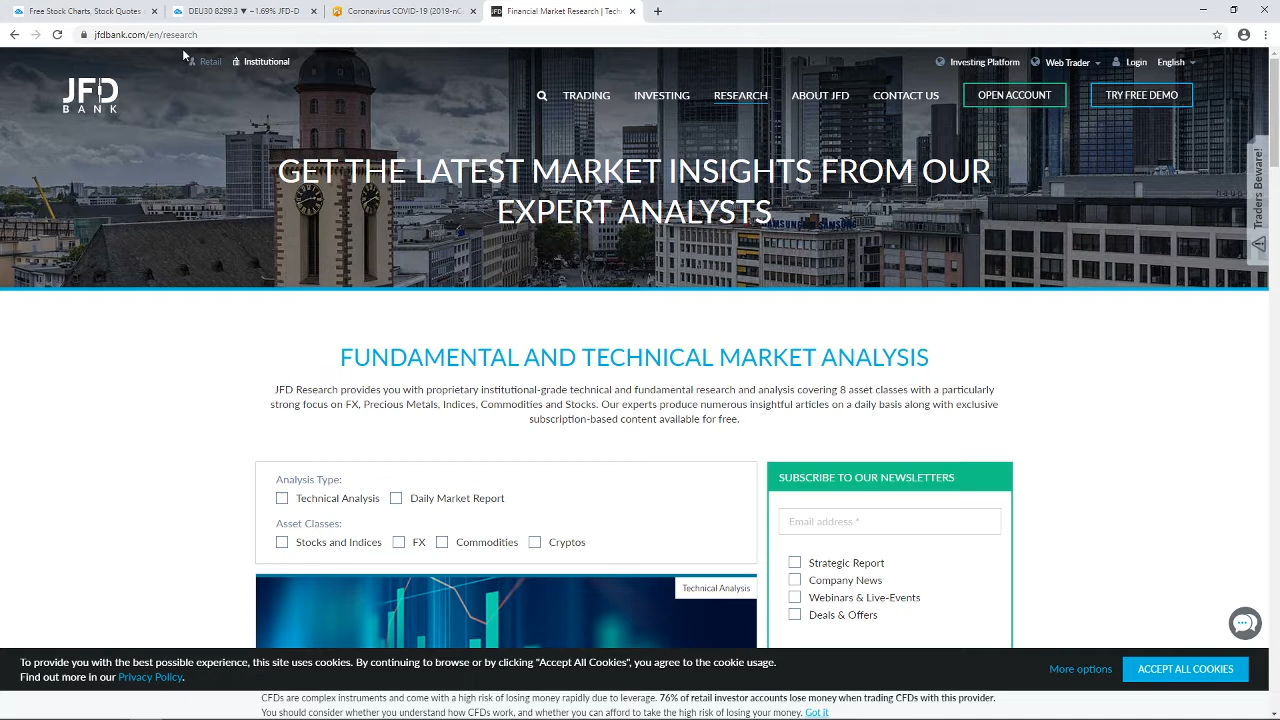 Free Stock Charts, Stock Quotes
DEU30 8299.3 ▼ −1.69% JFD-D
Coronavirus COVID-19 (2019-nC
Financial Market Research | Tech
jfdbank.com/en/research
Retail
Institutional
Investing Platform
Web Trader
Login
English
JFD
BANK
TRADING
INVESTING
RESEARCH
ABOUT JFD
CONTACT US
OPEN ACCOUNT
TRY FREE DEMO
GET THE LATEST MARKET INSIGHTS FROM OUR
EXPERT ANALYSTS
SAMSUNG
Traders Beware!
FUNDAMENTAL AND TECHNICAL MARKET ANALYSIS
JFD Research provides you with proprietary institutional-grade technical and fundamental research and analysis covering 8 asset classes with a particularly
strong focus on FX, Precious Metals, Indices, Commodities and Stocks. Our experts produce numerous insightful articles on a daily basis along with exclusive
subscription-based content available for free.
Analysis Type:
Technical Analysis
Daily Market Report
Asset Classes:
Stocks and Indices
FX
Commodities
Cryptos
Technical Analysis
SUBSCRIBE TO OUR NEWSLETTERS
Email address *
Strategic Report
Company News
Webinars & Live-Events
Deals & Offers
To provide you with the best possible experience, this site uses cookies. By continuing to browse or by clicking "Accept All Cookies", you agree to the cookie usage.
Find out more in our Privacy Policy.
More options
ACCEPT ALL COOKIES
CFDs are complex instruments and come with a high risk of losing money rapidly due to leverage. 76% of retail investor accounts lose money when trading CFDs with this provider.
You should consider whether you understand how CFDs work, and whether you can afford to take the high risk of losing your money. Got it